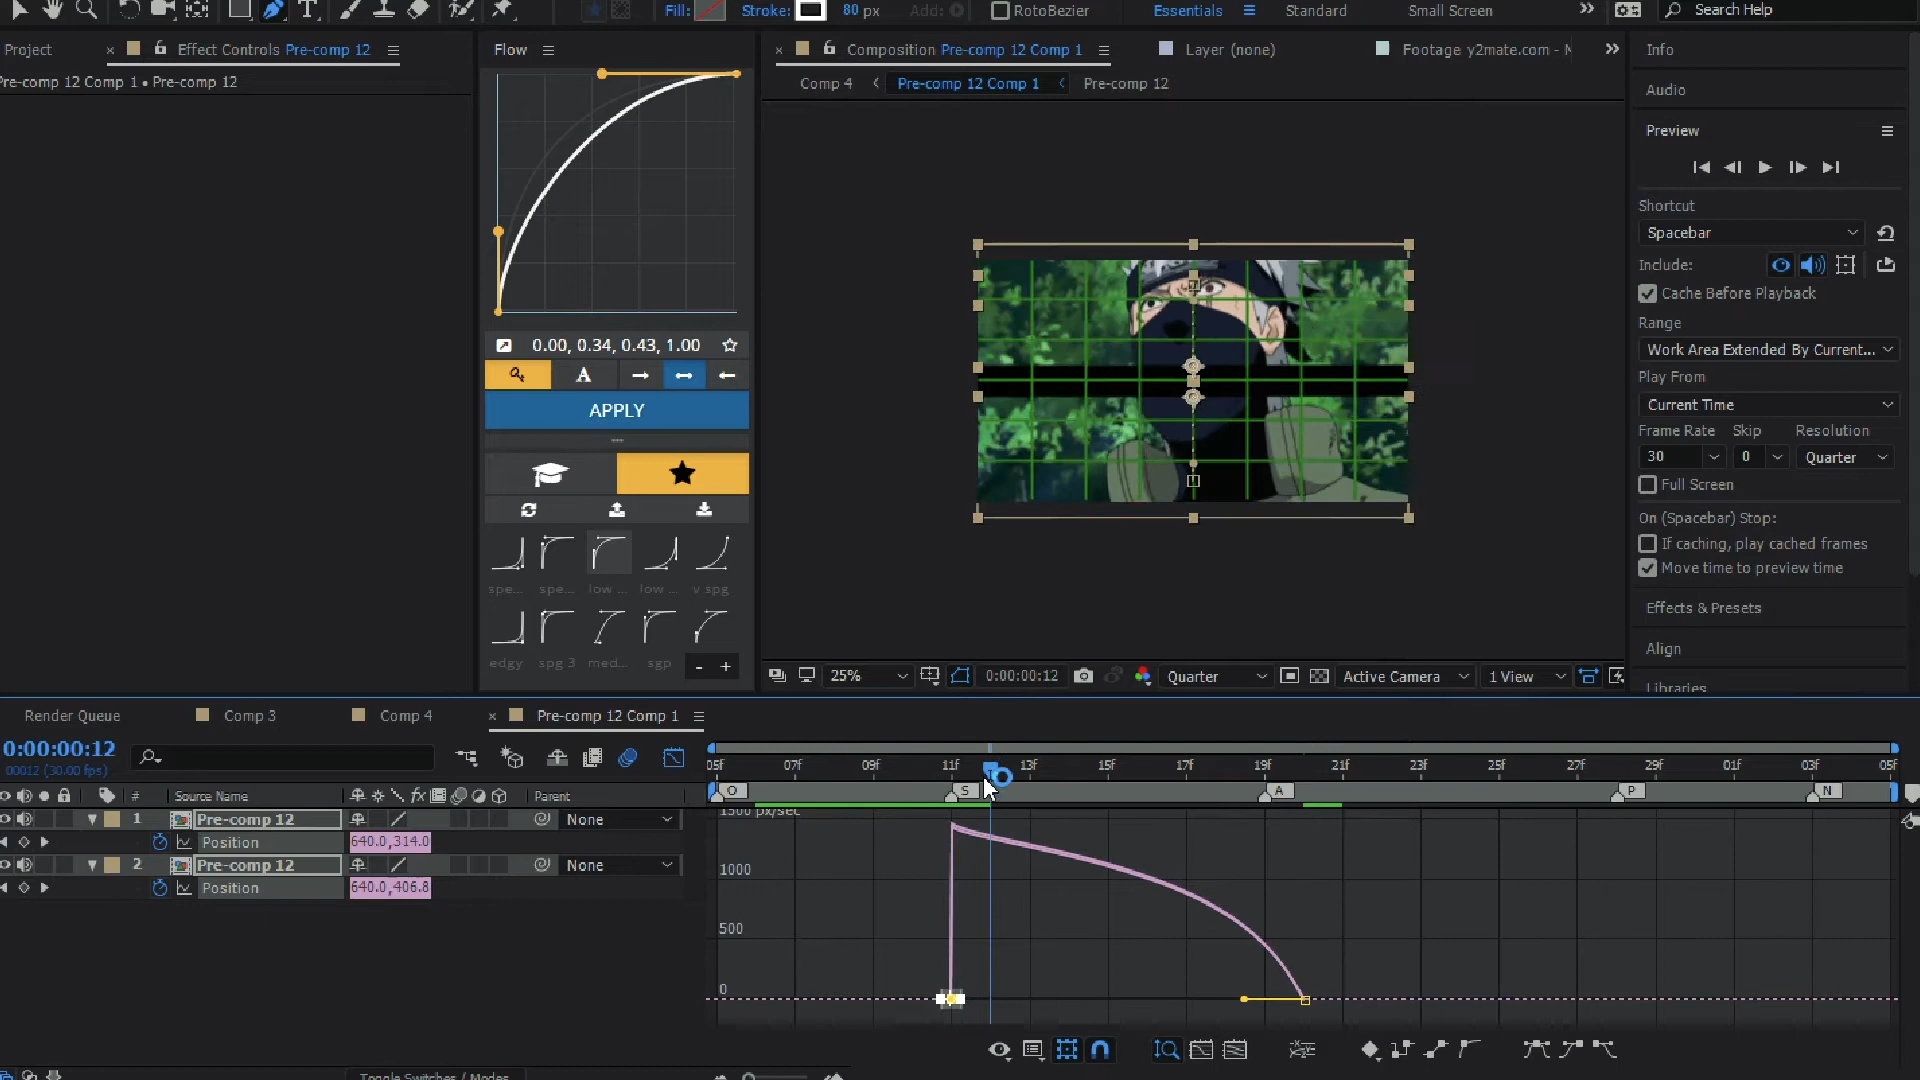 Fill:
Stroke:
80 px
Add:
RotoBezier
Essentials
Standard
Small Screen
Search Help
Project
Effect Controls Pre-comp 12
Flow
Composition Pre-comp 12 Comp 1
Layer (none)
Footage y2mate.com -
Info
Pre-comp 12 Comp 1 • Pre-comp 12
Comp 4
Pre-comp 12 Comp 1
Pre-comp 12
Audio
Preview
Shortcut
Spacebar
Include:
Cache Before Playback
Range
Work Area Extended By Current...
Play From
Current Time
Frame Rate
Skip
Resolution
30
0
Quarter
Full Screen
On (Spacebar) Stop:
If caching, play cached frames
Move time to preview time
Effects & Presets
Align
Libraries
0.00, 0.34, 0.43, 1.00
A
APPLY
spe...
spe...
low ...
low ...
v spg
edgy
spg 3
med...
sgp
- +
25%
0:00:00:12
Quarter
Active Camera
1 View
Render Queue
Comp 3
Comp 4
Pre-comp 12 Comp 1
0:00:00:12
00012 (30.00 fps)
05f
07f
09f
11f
13f
15f
17f
19f
21f
23f
25f
27f
29f
01f
03f
05f
O
S
A
P
N
#
Source Name
fx
Parent
1
Pre-comp 12
None
Position
640.0,314.0
2
Pre-comp 12
None
Position
640.0,406.8
1500 px/sec
1000
500
0
Toggle Switches / Modes